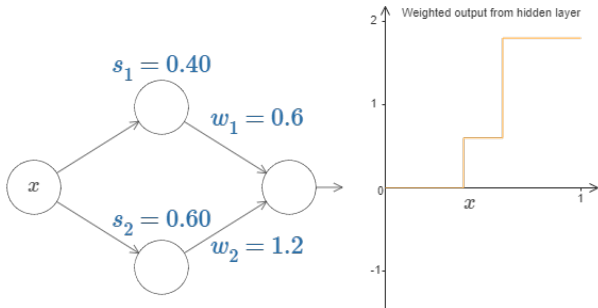 s₁ = 0.40
w₁ = 0.6
x
s₂ = 0.60
w₂ = 1.2
Weighted output from hidden layer
2
1
0
x
1
-1